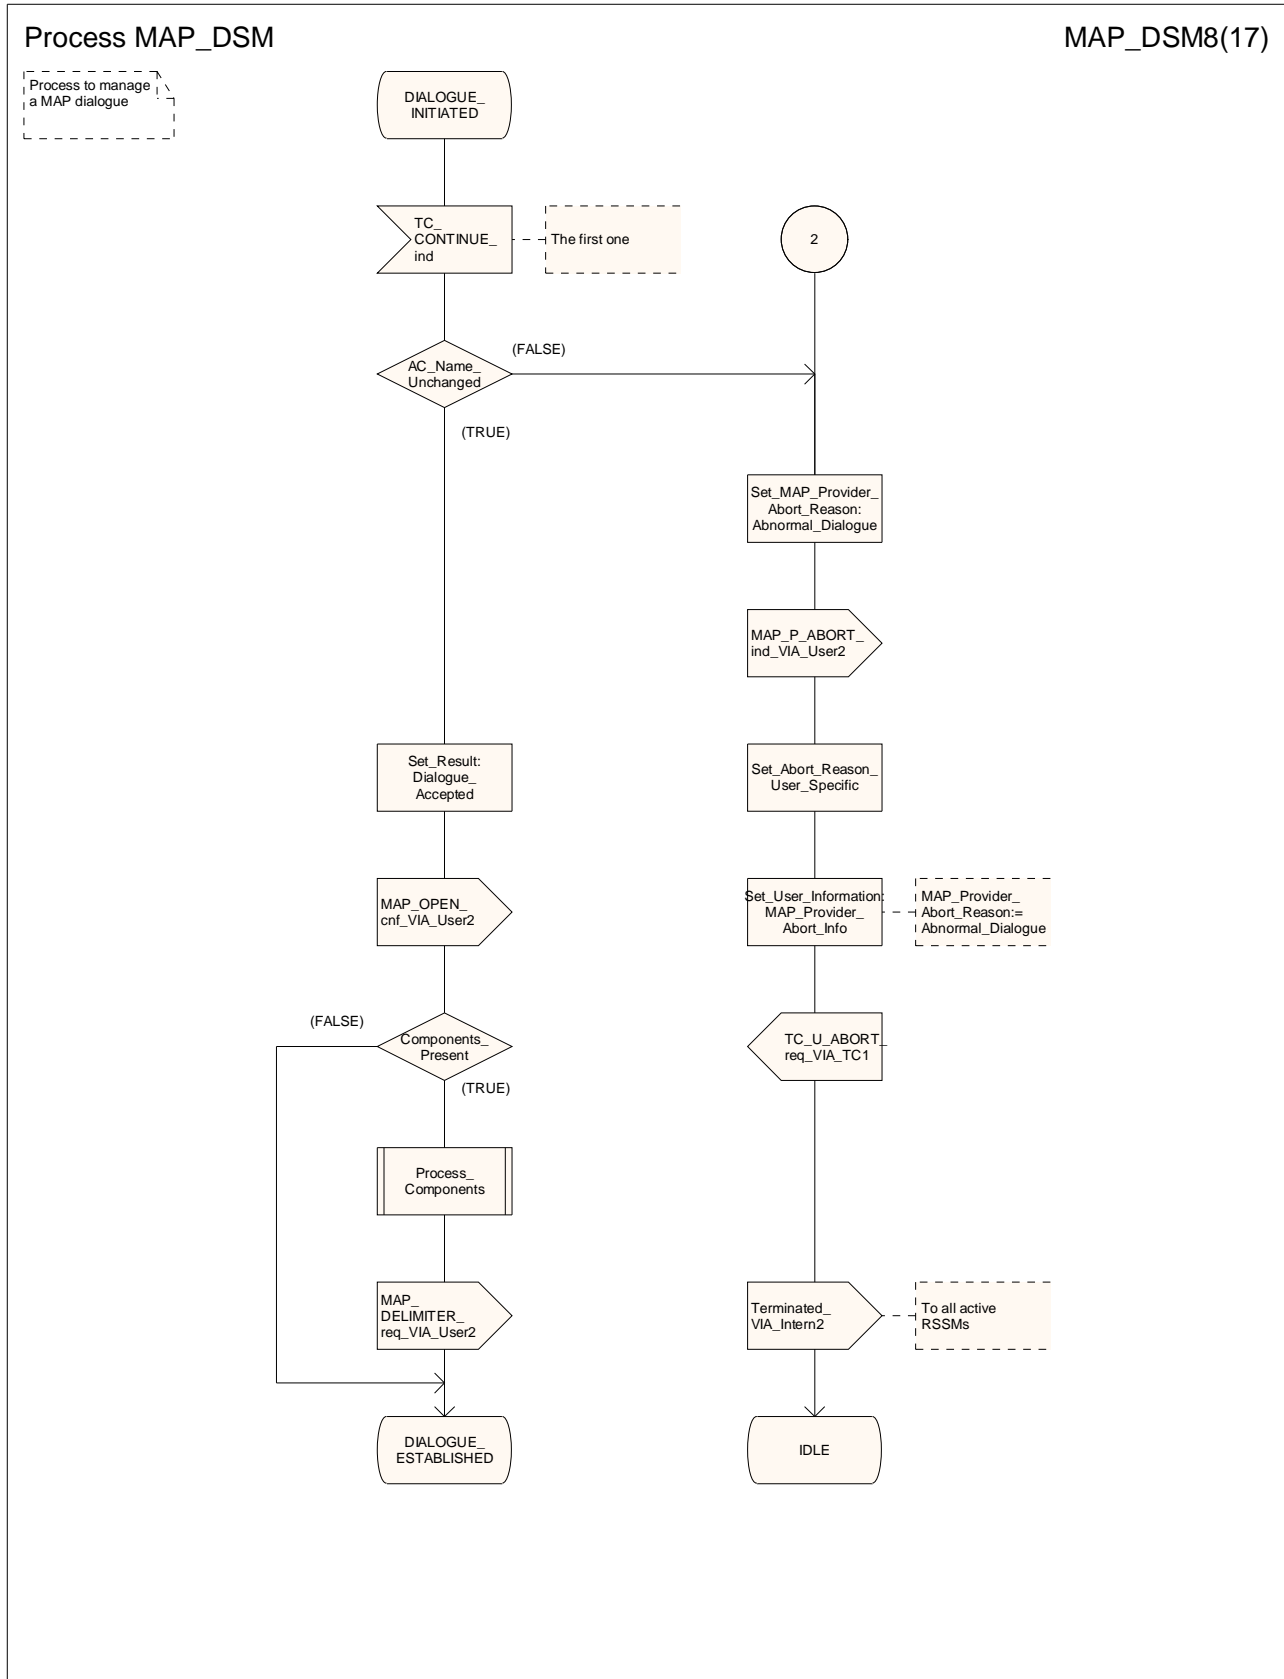 Process MAP_DSM
MAP_DSM8(17)
Process to manage
a MAP dialogue
DIALOGUE_
INITIATED
TC_
CONTINUE_
ind
The first one
2
AC_Name_
Unchanged
(FALSE)
(TRUE)
Set_MAP_Provider_
Abort_Reason:
Abnormal_Dialogue
MAP_P_ABORT_
ind_VIA_User2
Set_Result:
Dialogue_
Accepted
Set_Abort_Reason_
User_Specific
MAP_OPEN_
cnf_VIA_User2
Set_User_Information:
MAP_Provider_
Abort_Info
MAP_Provider_
Abort_Reason:=
Abnormal_Dialogue
(FALSE)
Components_
Present
(TRUE)
TC_U_ABORT_
req_VIA_TC1
Process_
Components
MAP_
DELIMITER_
req_VIA_User2
Terminated_
VIA_Intern2
To all active
RSSMs
DIALOGUE_
ESTABLISHED
IDLE